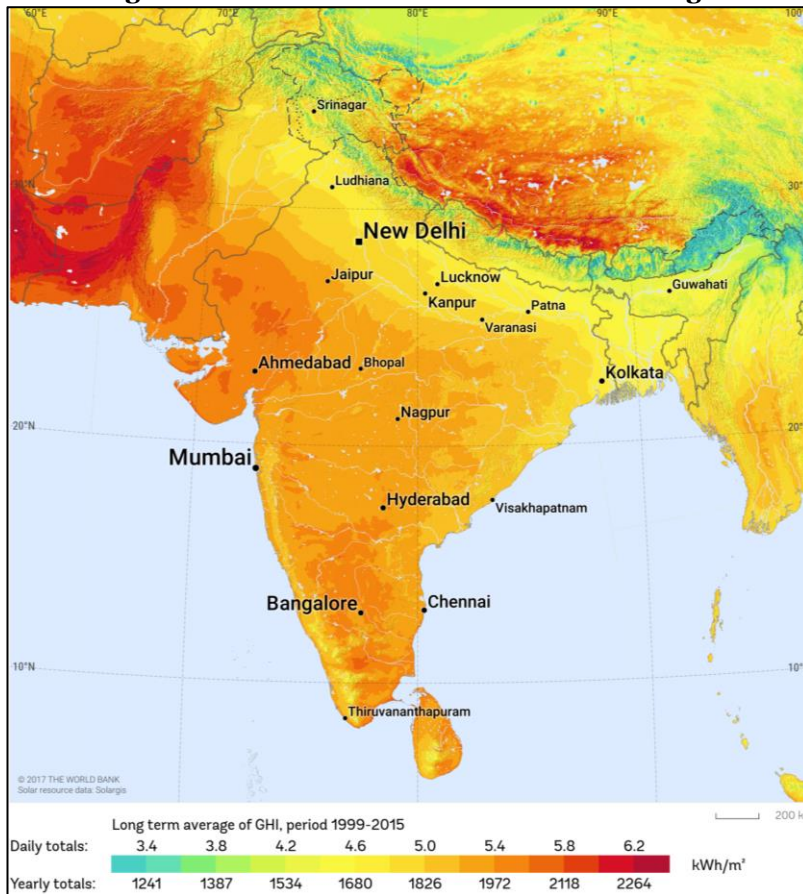 70°E 80°E 90°E 100°
Srinagar
30°N Ludhiana 30°
New Delhi
Jaipur Lucknow Guwahati
Kanpur Patna
Varanasi
Ahmedabad Bhopal Kolkata
20°N Nagpur 20°
Mumbai
Hyderabad Visakhapatnam
Bangalore Chennai
10°N 10°
Thiruvananthapuram
© 2017 THE WORLD BANK
Solar resource data: Solargis
200 k
Long term average of GHI, period 1999-2015
Daily totals: 3.4 3.8 4.2 4.6 5.0 5.4 5.8 6.2
kWh/m²
Yearly totals: 1241 1387 1534 1680 1826 1972 2118 2264